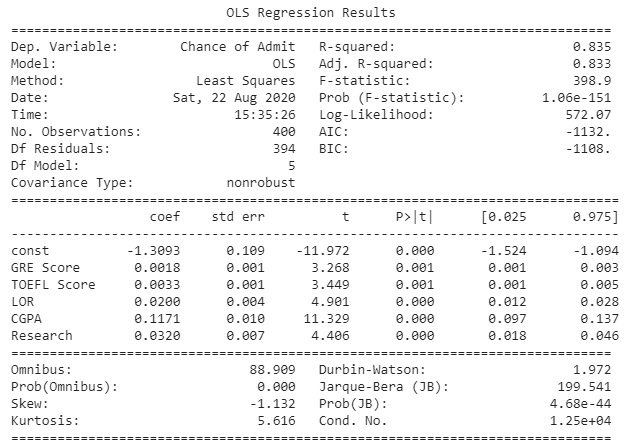 OLS Regression Results
==============================================================================
Dep. Variable: Chance of Admit R-squared: 0.835
Model: OLS Adj. R-squared: 0.833
Method: Least Squares F-statistic: 398.9
Date: Sat, 22 Aug 2020 Prob (F-statistic): 1.06e-151
Time: 15:35:26 Log-Likelihood: 572.07
No. Observations: 400 AIC: -1132.
Df Residuals: 394 BIC: -1108.
Df Model: 5
Covariance Type: nonrobust
==============================================================================
coef std err t P>|t| [0.025 0.975]
------------------------------------------------------------------------------
const -1.3093 0.109 -11.972 0.000 -1.524 -1.094
GRE Score 0.0018 0.001 3.268 0.001 0.001 0.003
TOEFL Score 0.0033 0.001 3.449 0.001 0.001 0.005
LOR 0.0200 0.004 4.901 0.000 0.012 0.028
CGPA 0.1171 0.010 11.329 0.000 0.097 0.137
Research 0.0320 0.007 4.406 0.000 0.018 0.046
==============================================================================
Omnibus: 88.909 Durbin-Watson: 1.972
Prob(Omnibus): 0.000 Jarque-Bera (JB): 199.541
Skew: -1.132 Prob(JB): 4.68e-44
Kurtosis: 5.616 Cond. No. 1.25e+04
==============================================================================